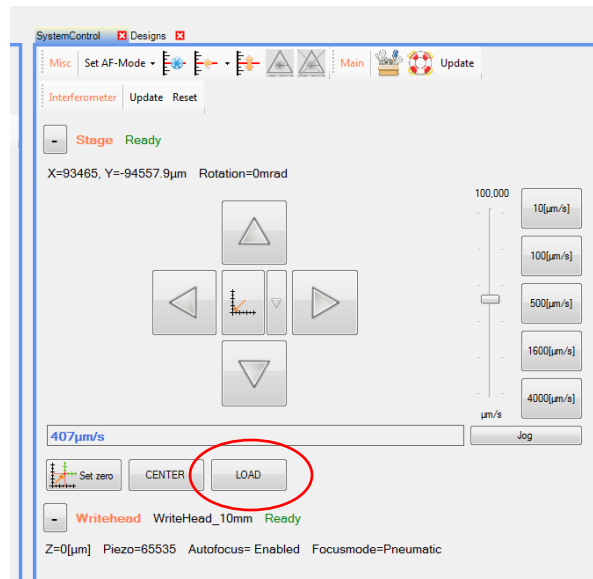 SystemControl Designs
Misc Set AF-Mode Main Update
Interferometer Update Reset
- Stage Ready
X=93465, Y=-94557.9µm Rotation=0mrad
100,000
10[µm/s]
100[µm/s]
500[µm/s]
1600[µm/s]
4000[µm/s]
µm/s
407µm/s Jog
Set zero CENTER LOAD
- Writehead WriteHead_10mm Ready
Z=0[µm] Piezo=65535 Autofocus= Enabled Focusmode=Pneumatic